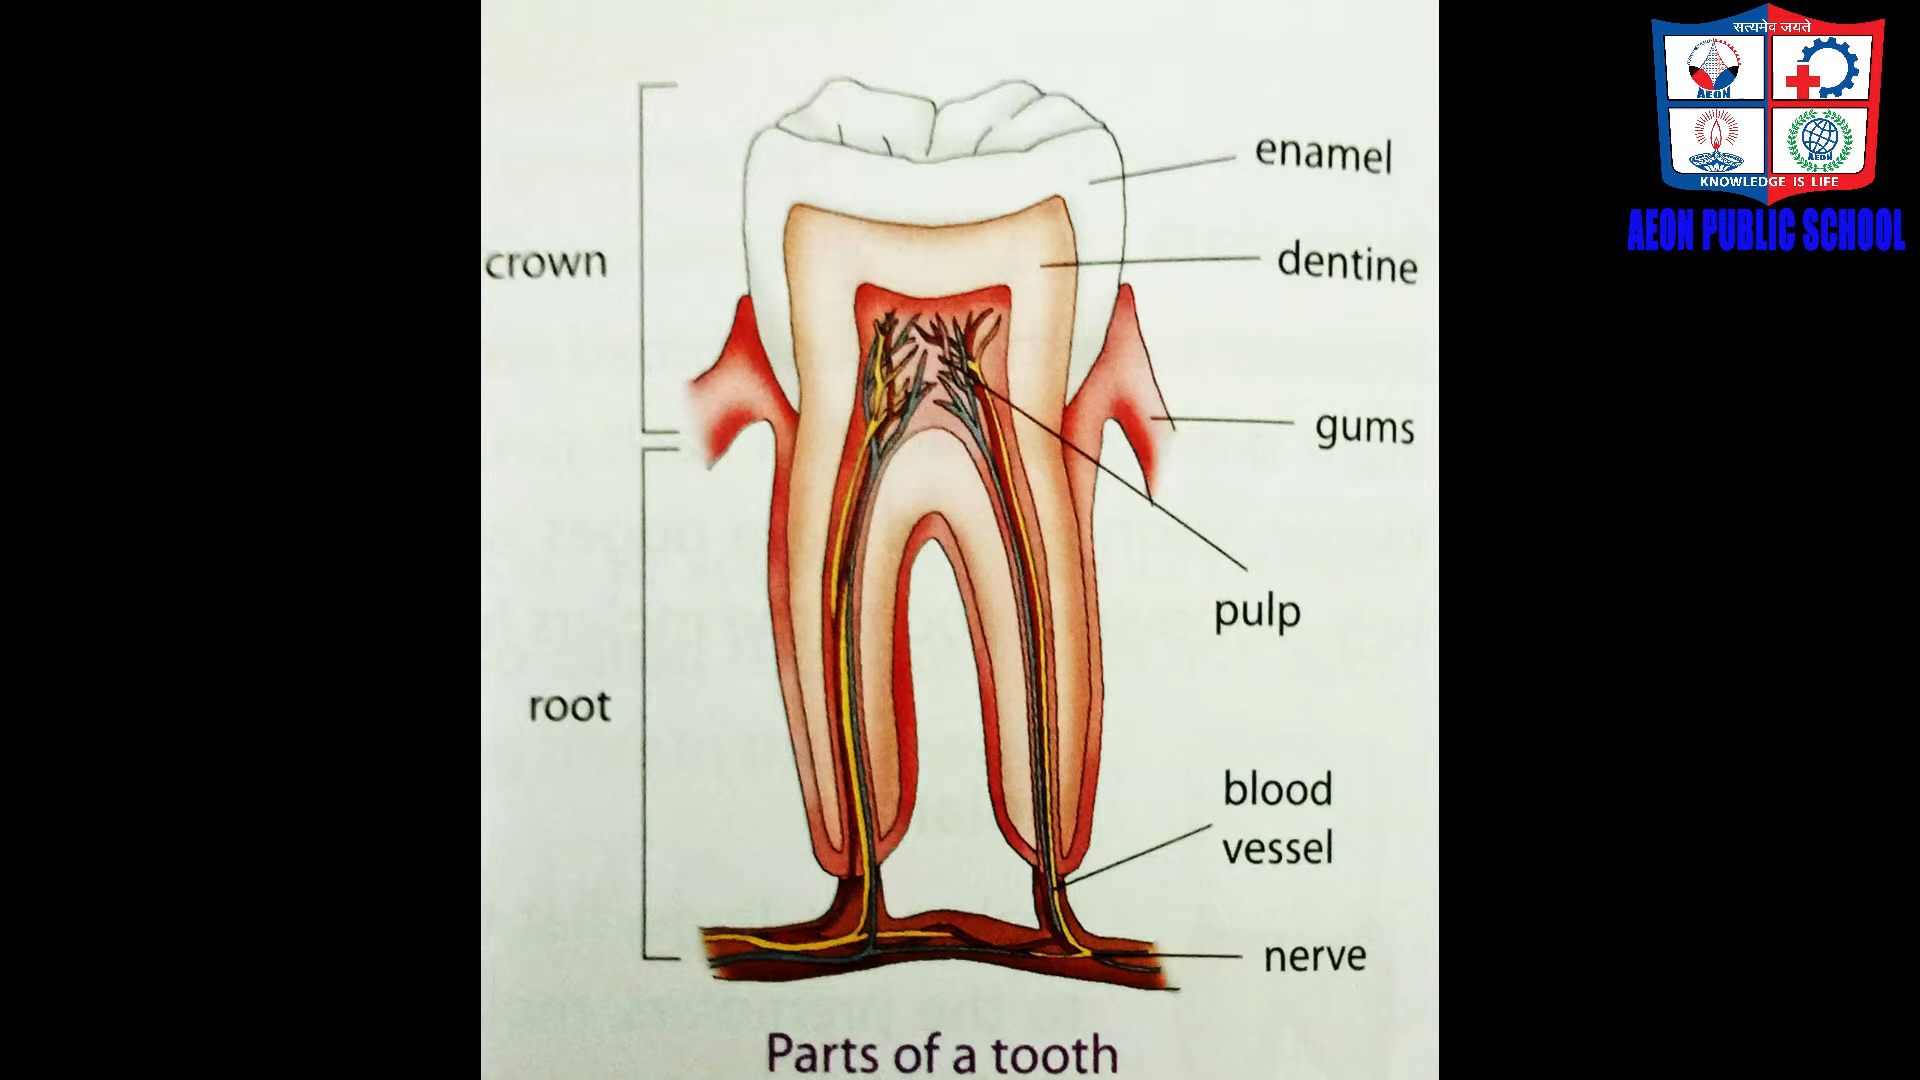 सत्यमेव जयते
AEON
AEON
KNOWLEDGE IS LIFE
AEON PUBLIC SCHOOL
enamel
crown
dentine
gums
pulp
root
blood
vessel
nerve
Parts of a tooth